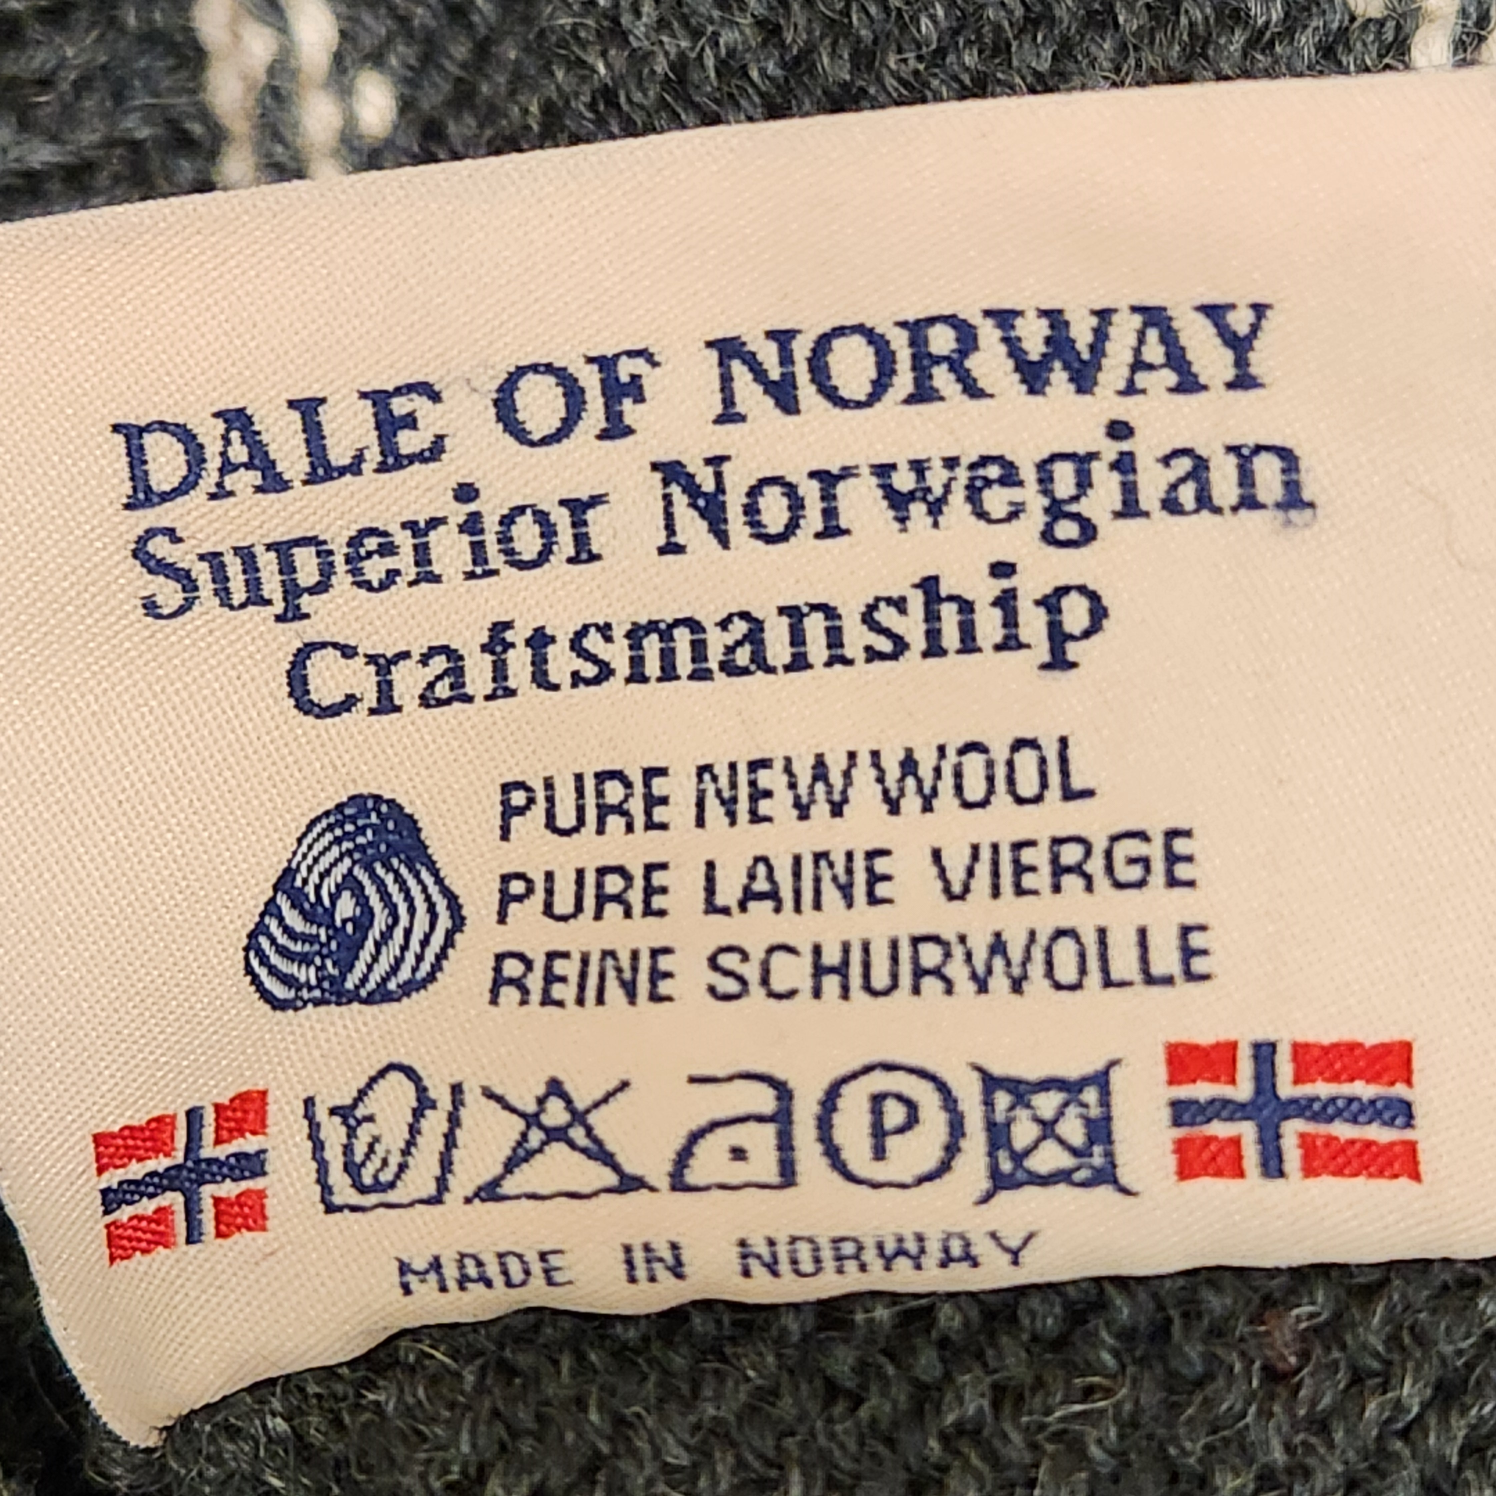 DALE OF NORWAY
Superior Norwegian
Craftsmanship
PURE NEW WOOL
PURE LAINE VIERGE
REINE SCHURWOLLE
P
MADE IN NORWAY